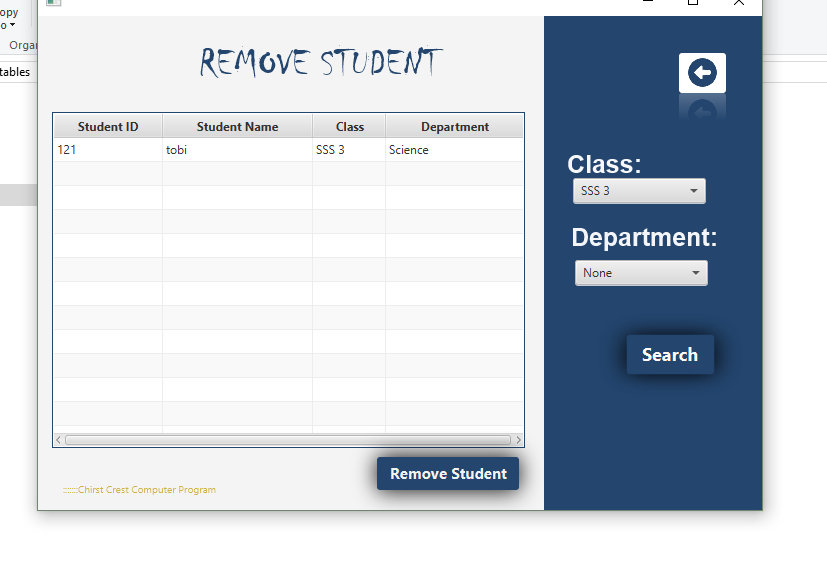 opy
o
Orga
tables
REMOVE STUDENT
Student ID Student Name Class Department
121 tobi SSS 3 Science
Remove Student
:::::::Chirst Crest Computer Program
Class:
SSS 3
Department:
None
Search